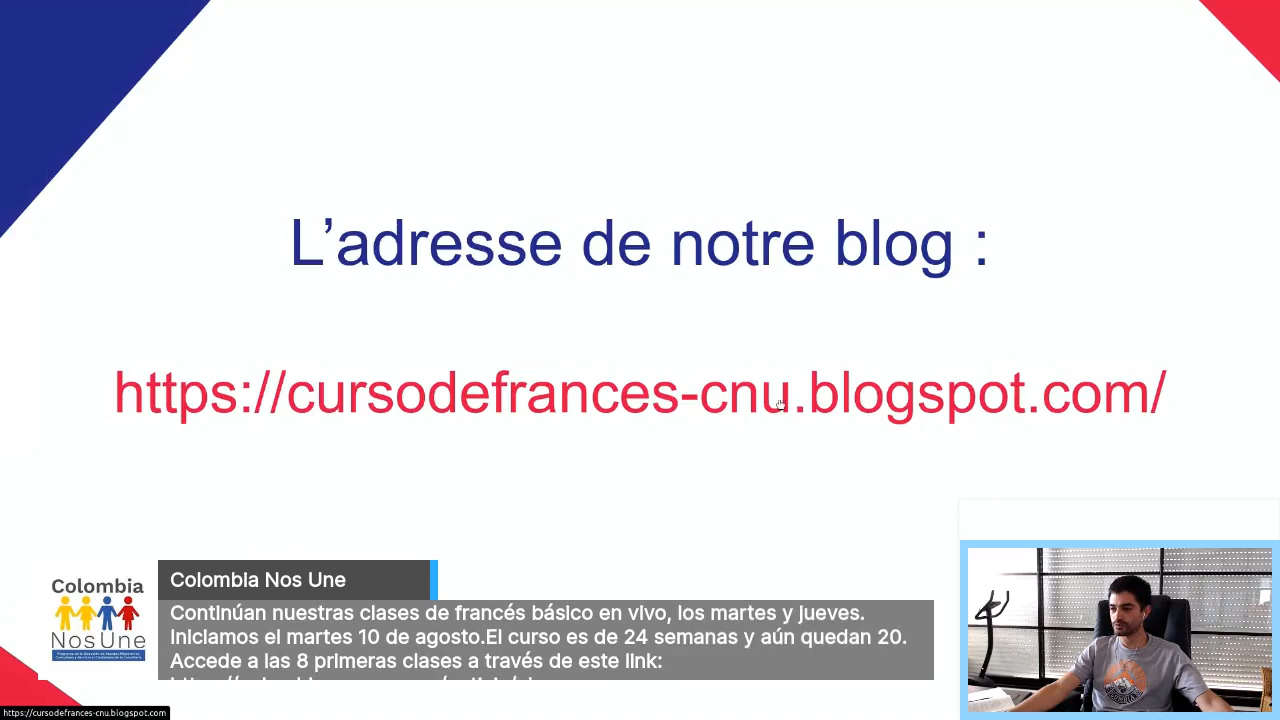 L’adresse de notre blog :
https://cursodefrances-cnu.blogspot.com/
Colombia
Nos Une
Colombia Nos Une
Continúan nuestras clases de francés básico en vivo, los martes y jueves.
Iniciamos el martes 10 de agosto.El curso es de 24 semanas y aún quedan 20.
Accede a las 8 primeras clases a través de este link:
https://cursodefrances-cnu.blogspot.com